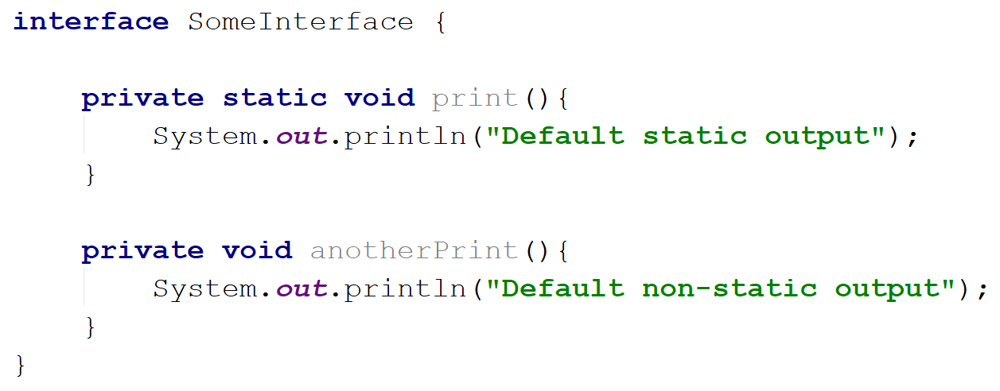 interface SomeInterface {
private static void print(){
System.out.println("Default static output");
}
private void anotherPrint(){
System.out.println("Default non-static output");
}
}